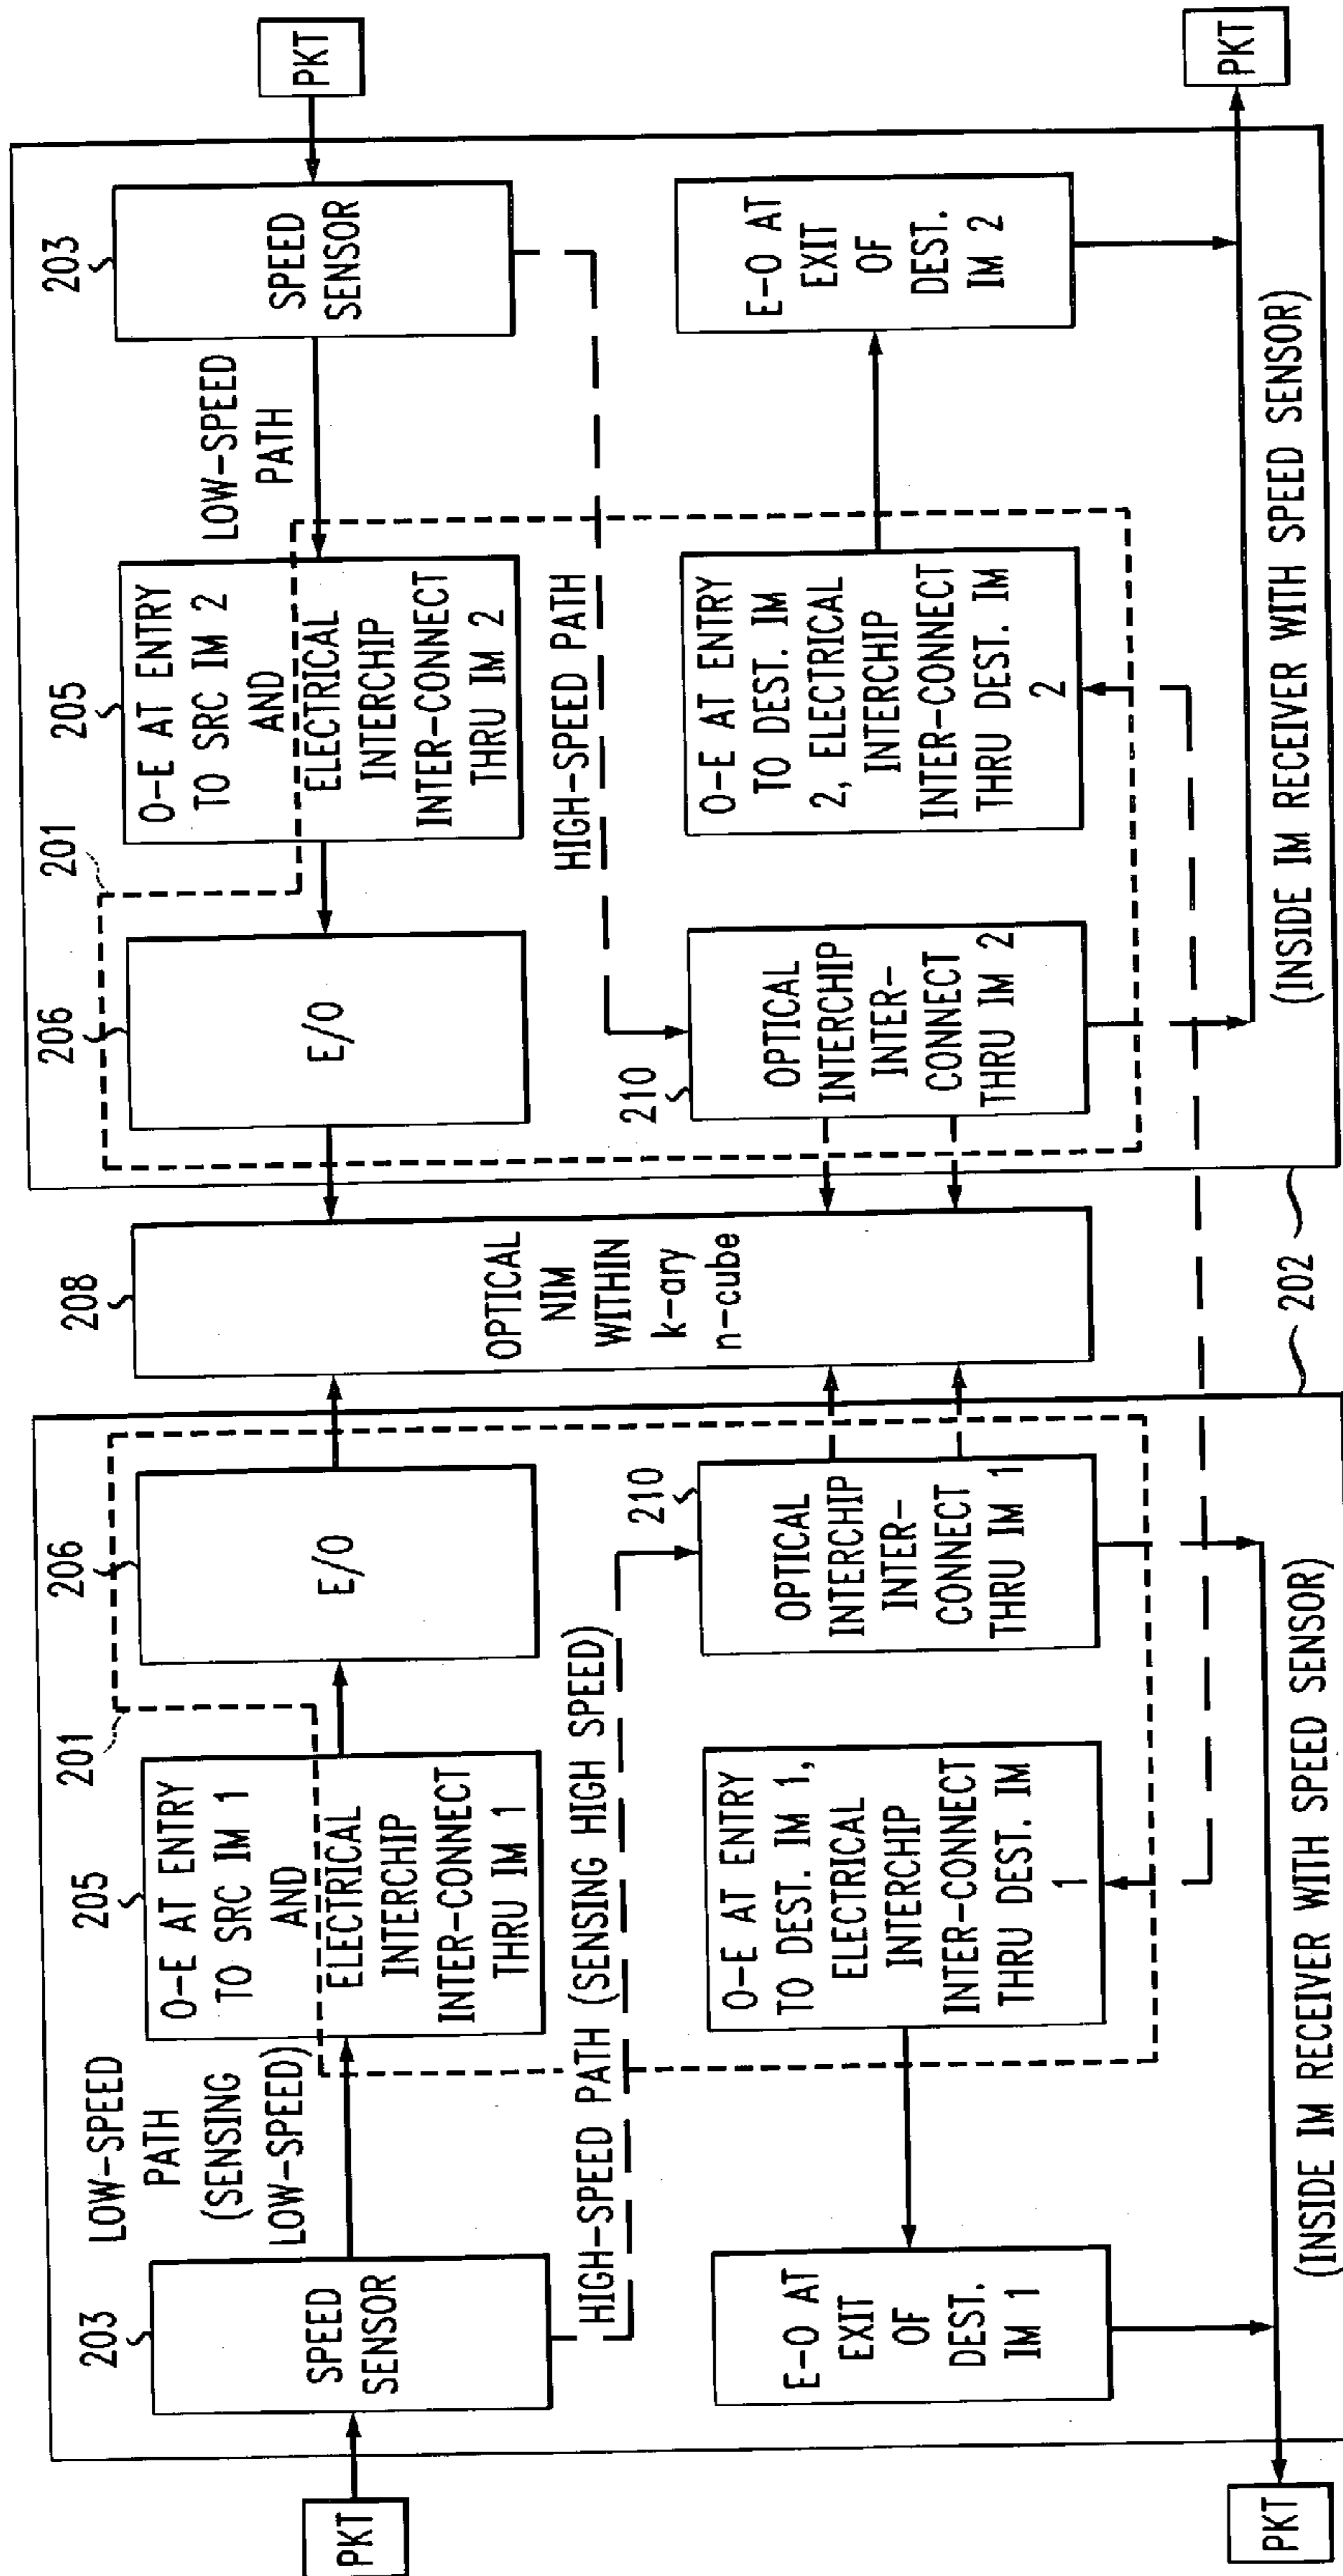 PKT
203
SPEED
SENSOR
LOW-SPEED
PATH
(SENSING
LOW-SPEED)
205
O-E AT ENTRY
TO SRC IM 1
AND
ELECTRICAL
INTERCHIP
INTER-CONNECT
THRU IM 1
201
206
E/O
HIGH-SPEED PATH (SENSING HIGH SPEED)
E-O AT
EXIT
OF
DEST.
IM 1
O-E AT ENTRY
TO DEST. IM 1,
ELECTRICAL
INTERCHIP
INTER-CONNECT
THRU DEST. IM
1
210
OPTICAL
INTERCHIP
INTER-
CONNECT
THRU IM 1
PKT
(INSIDE IM RECEIVER WITH SPEED SENSOR)
208
OPTICAL
NIM
WITHIN
k-ary
n-cube
202
206
E/O
201
205
O-E AT ENTRY
TO SRC IM 2
AND
ELECTRICAL
INTERCHIP
INTER-CONNECT
THRU IM 2
LOW-SPEED
PATH
203
SPEED
SENSOR
PKT
HIGH-SPEED PATH
210
OPTICAL
INTERCHIP
INTER-
CONNECT
THRU IM 2
O-E AT ENTRY
TO DEST. IM
2, ELECTRICAL
INTERCHIP
INTER-CONNECT
THRU DEST. IM
2
E-O AT
EXIT
OF
DEST.
IM 2
(INSIDE IM RECEIVER WITH SPEED SENSOR)
PKT